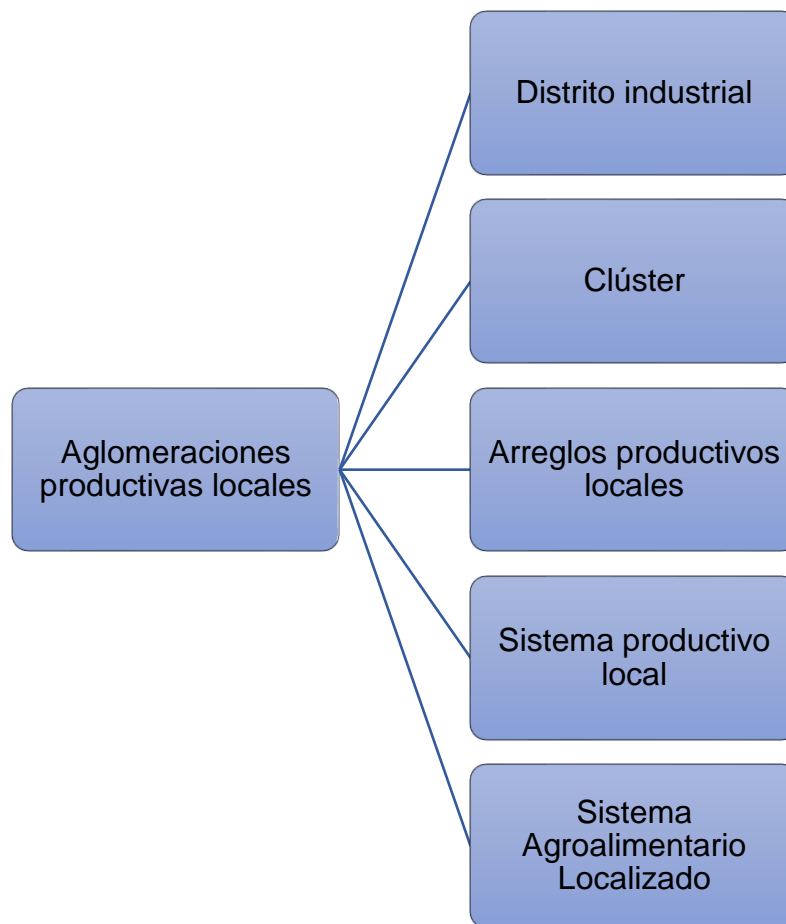 Distrito industrial
Clúster
Aglomeraciones
productivas locales
Arreglos productivos
locales
Sistema productivo
local
Sistema
Agroalimentario
Localizado